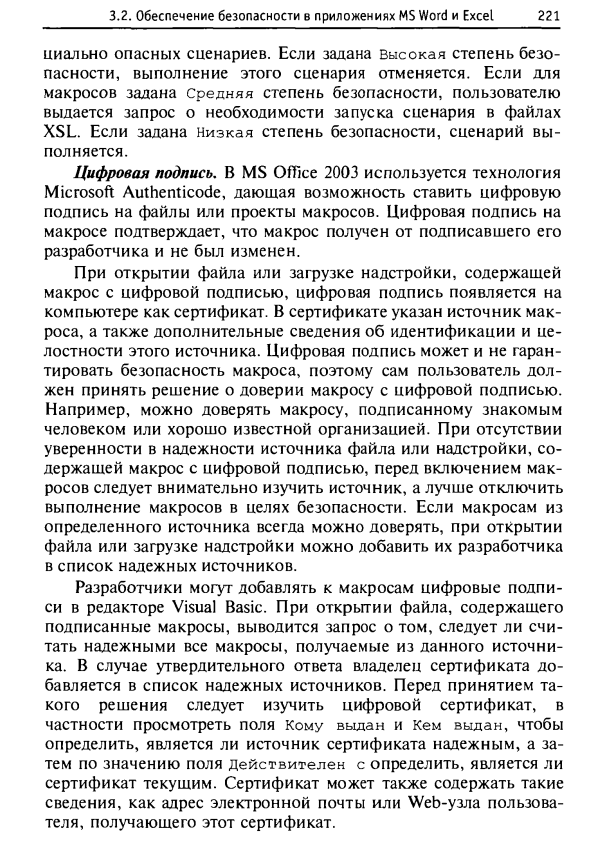 3.2. Обеспечение безопасности в приложениях MS Word и Excel 221
циально опасных сценариев. Если задана Высокая степень безо-
пасности, выполнение этого сценария отменяется. Если для
макросов задана Средняя степень безопасности, пользователю
выдается запрос о необходимости запуска сценария в файлах
XSL. Если задана Низкая степень безопасности, сценарий вы-
полняется.
Цифровая подпись. В MS Office 2003 используется технология
Microsoft Authenticode, дающая возможность ставить цифровую
подпись на файлы или проекты макросов. Цифровая подпись на
макросе подтверждает, что макрос получен от подписавшего его
разработчика и не был изменен.
При открытии файла или загрузке надстройки, содержащей
макрос с цифровой подписью, цифровая подпись появляется на
компьютере как сертификат. В сертификате указан источник мак-
роса, а также дополнительные сведения об идентификации и це-
лостности этого источника. Цифровая подпись может и не гаран-
тировать безопасность макроса, поэтому сам пользователь дол-
жен принять решение о доверии макросу с цифровой подписью.
Например, можно доверять макросу, подписанному знакомым
человеком или хорошо известной организацией. При отсутствии
уверенности в надежности источника файла или надстройки, со-
держащей макрос с цифровой подписью, перед включением мак-
росов следует внимательно изучить источник, а лучше отключить
выполнение макросов в целях безопасности. Если макросам из
определенного источника всегда можно доверять, при открытии
файла или загрузке надстройки можно добавить их разработчика
в список надежных источников.
Разработчики могут добавлять к макросам цифровые подпи-
си в редакторе Visual Basic. При открытии файла, содержащего
подписанные макросы, выводится запрос о том, следует ли счи-
тать надежными все макросы, получаемые из данного источни-
ка. В случае утвердительного ответа владелец сертификата до-
бавляется в список надежных источников. Перед принятием та-
кого решения следует изучить цифровой сертификат, в
частности просмотреть поля Кому выдан и Кем выдан, чтобы
определить, является ли источник сертификата надежным, а за-
тем по значению поля Действителен с определить, является ли
сертификат текущим. Сертификат может также содержать такие
сведения, как адрес электронной почты или Web-узла пользова-
теля, получающего этот сертификат.